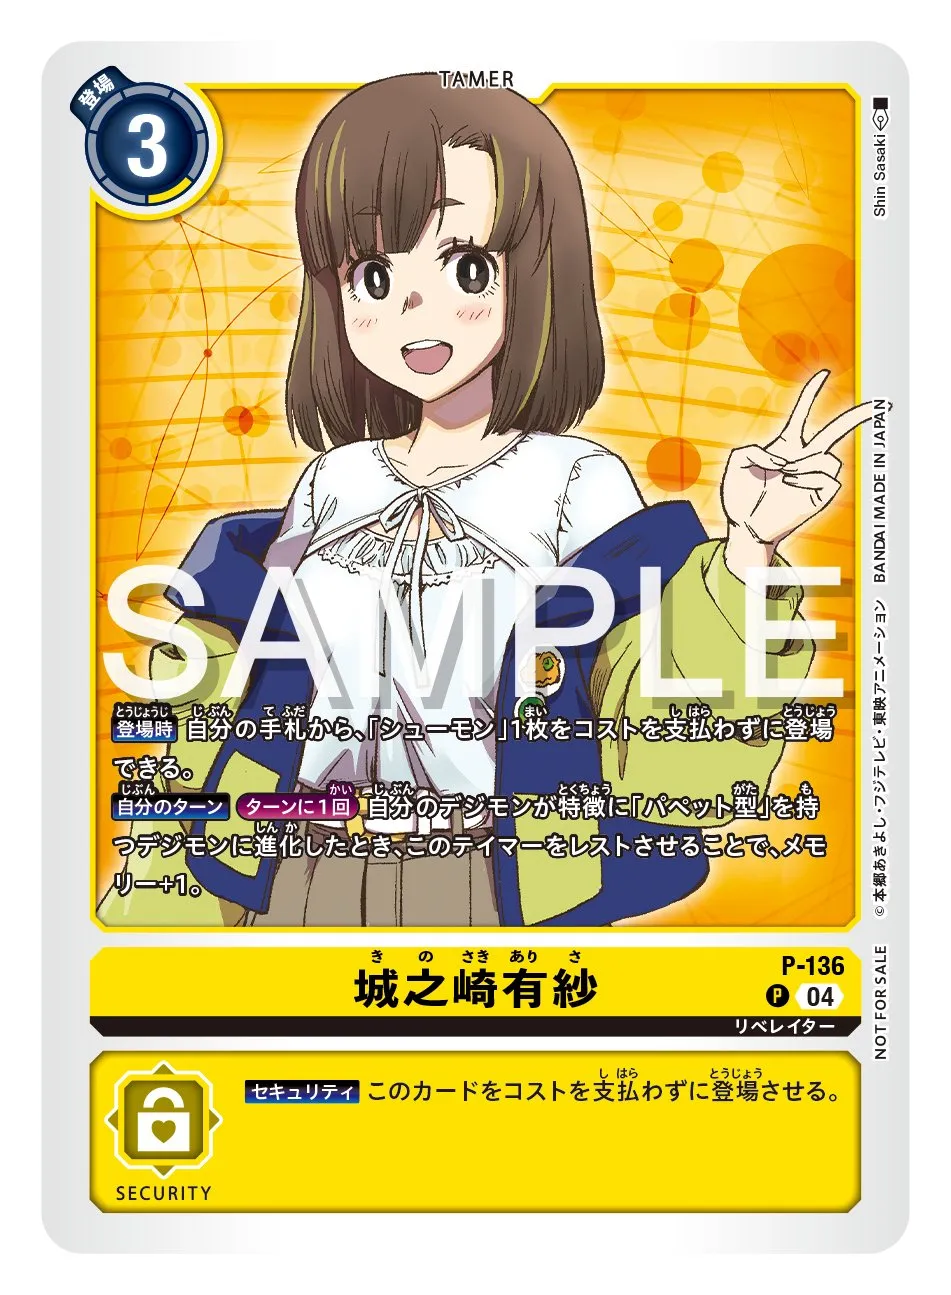 TAMER
登場
3
Shin Sasaki
SAMPLE
登場時 自分の手札から、「シューモン」1枚をコストを支払わずに登場
できる。
自分のターン ターンに1回 自分のデジモンが特徴に「パペット型」を持
つデジモンに進化したとき、このテイマーをレストさせることで、メモ
リー+1。
BANDAI MADE IN JAPAN
©本郷あきよし・フジテレビ・東映アニメーション
NOT FOR SALE
きのさきありさ
城之崎有紗
P-136
P 04
リベレイター
セキュリティ このカードをコストを支払わずに登場させる。
SECURITY